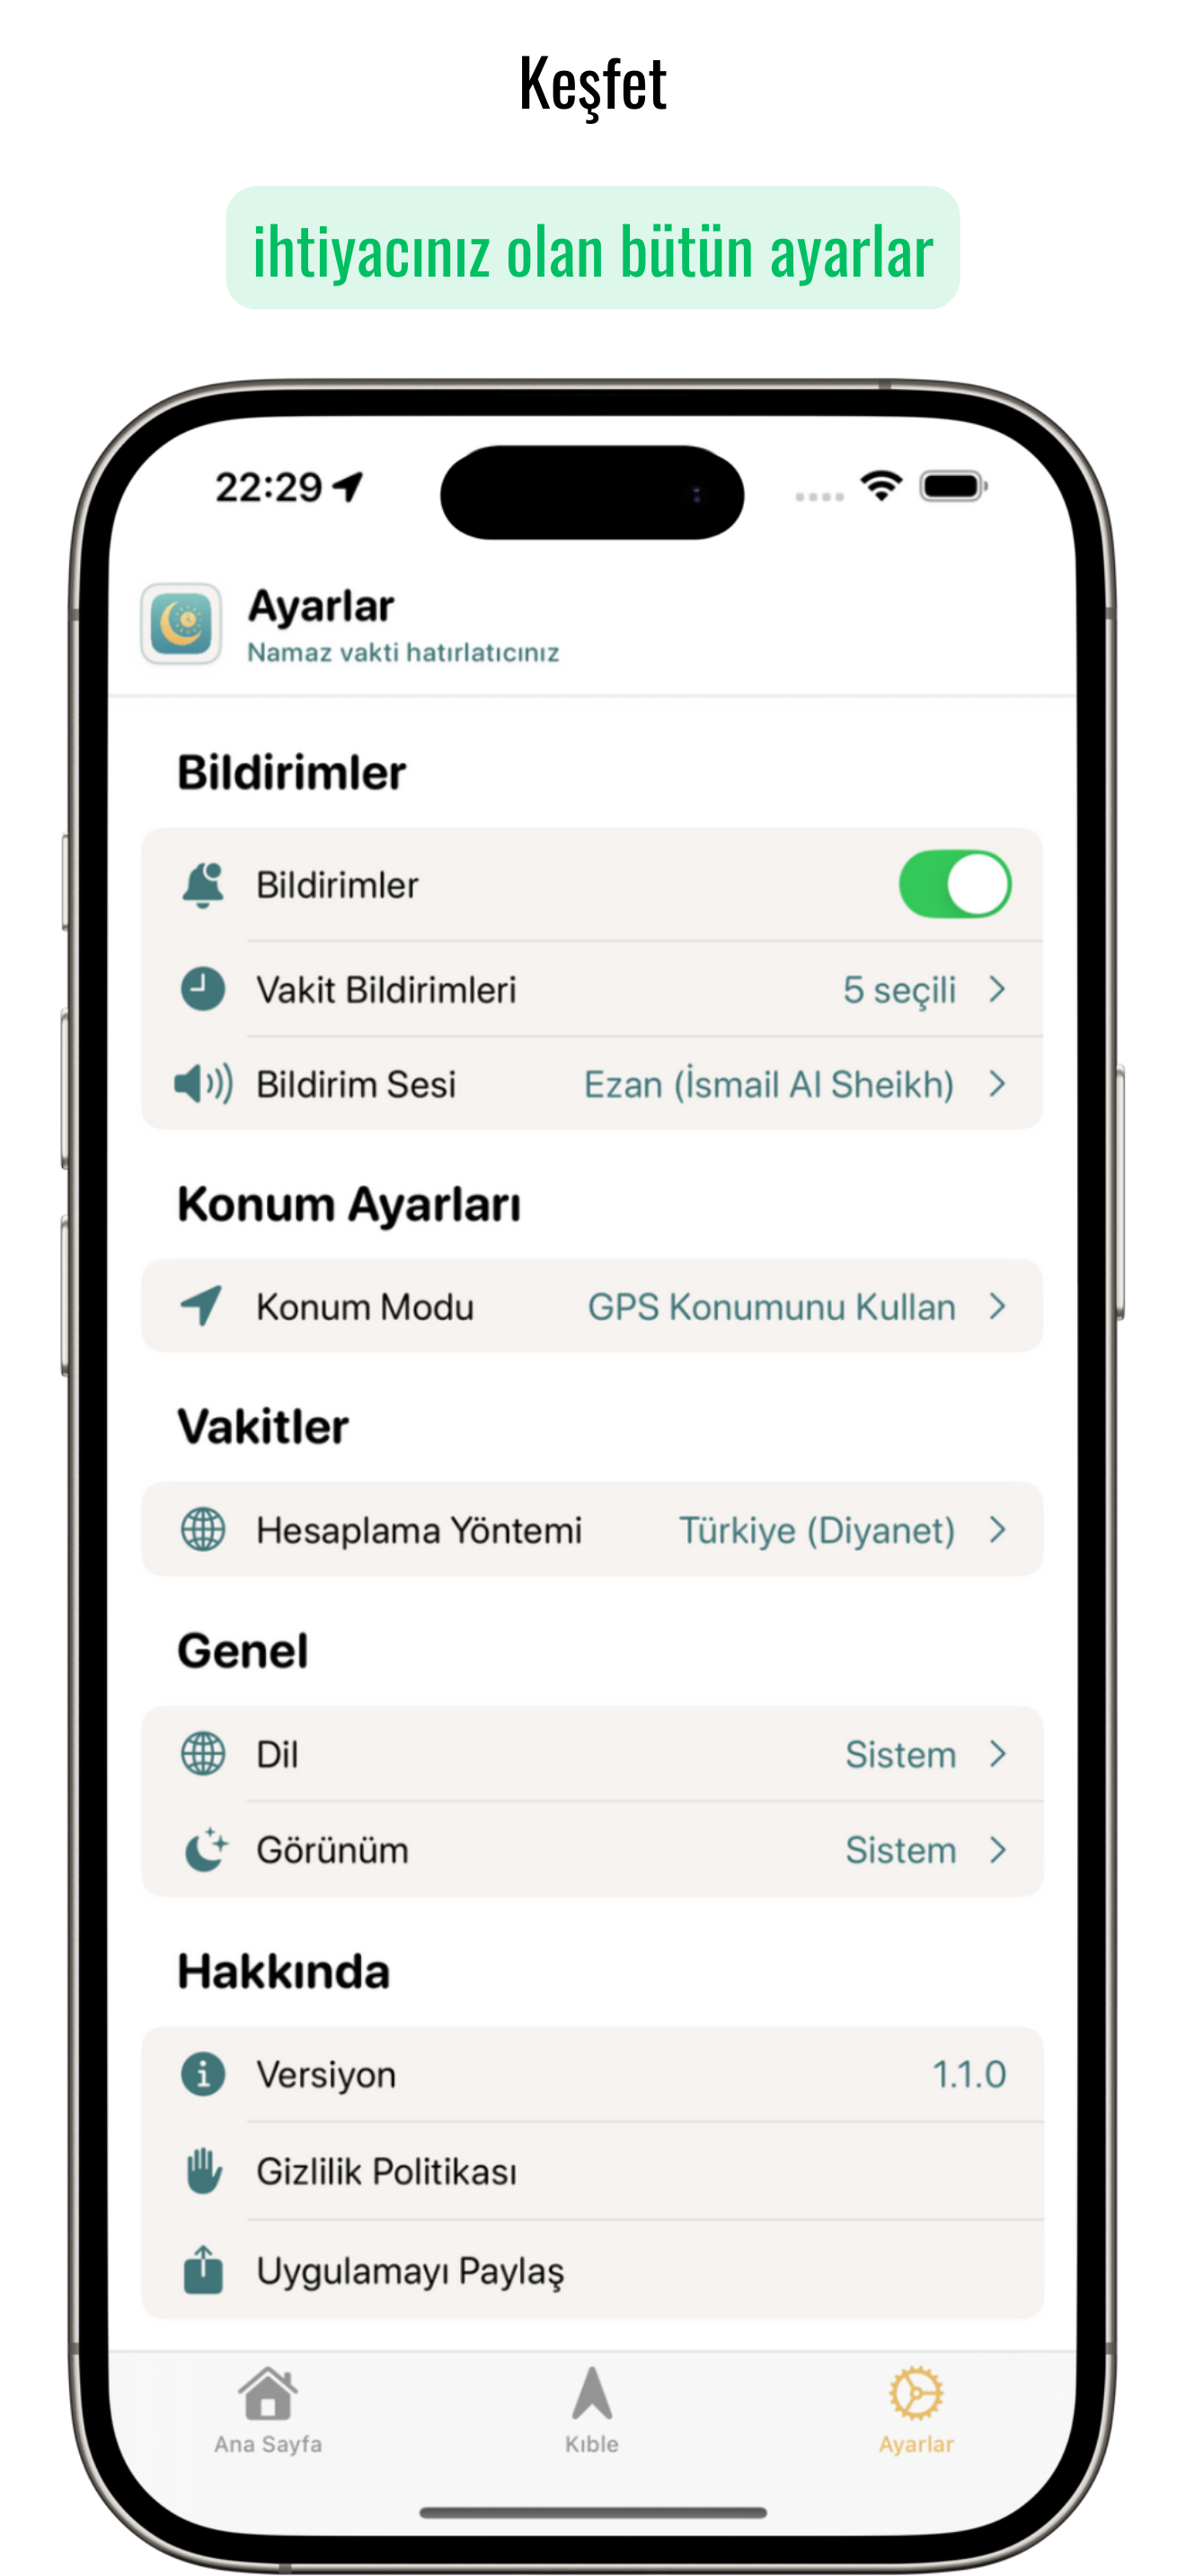 Keşfet
ihtiyacınız olan bütün ayarlar
22:29
Ayarlar
Namaz vakti hatırlatıcınız
Bildirimler
Bildirimler
Vakit Bildirimleri 5 seçili
Bildirim Sesi Ezan (İsmail Al Sheikh)
Konum Ayarları
Konum Modu GPS Konumunu Kullan
Vakitler
Hesaplama Yöntemi Türkiye (Diyanet)
Genel
Dil Sistem
Görünüm Sistem
Hakkında
Versiyon 1.1.0
Gizlilik Politikası
Uygulamayı Paylaş
Ana Sayfa Kıble Ayarlar